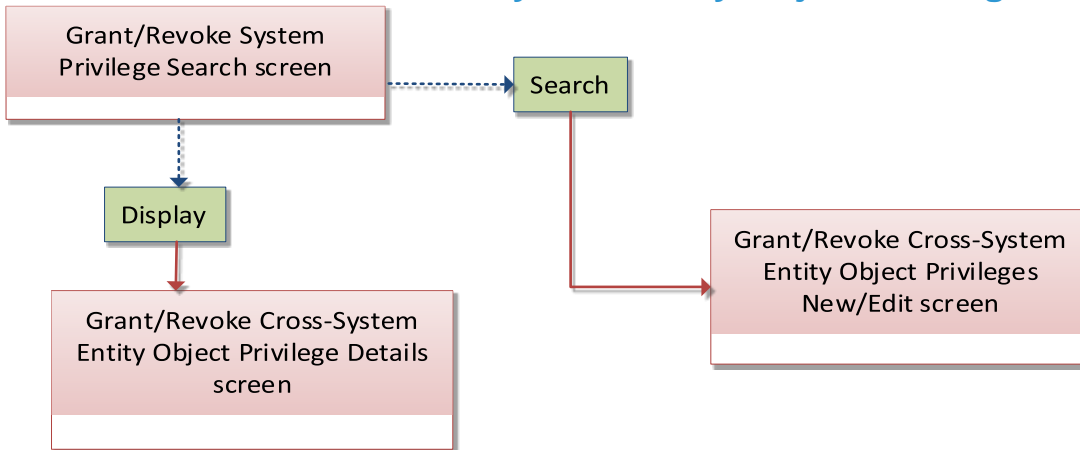 Grant/Revoke System
Privilege Search screen
Search
Display
Grant/Revoke Cross-System
Entity Object Privileges
New/Edit screen
Grant/Revoke Cross-System
Entity Object Privilege Details
screen